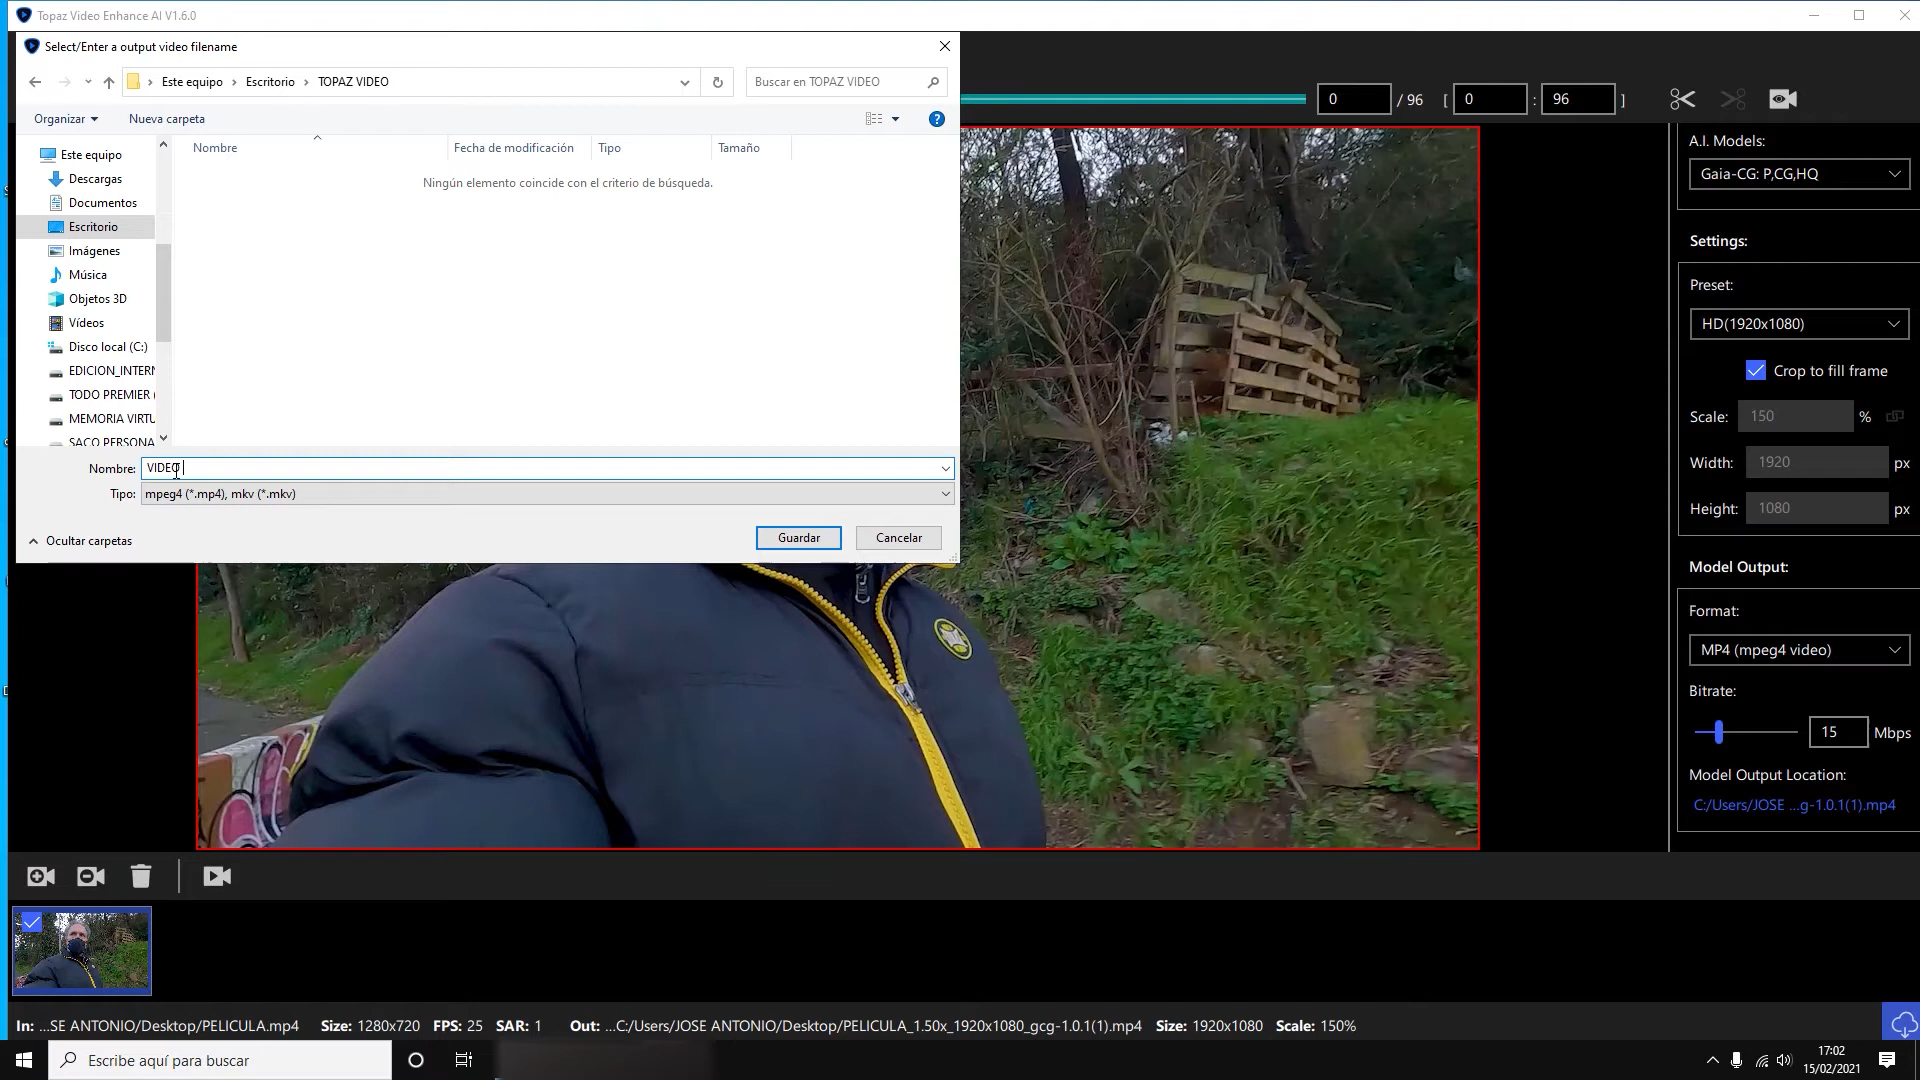 Topaz Video Enhance AI V1.6.0
Select/Enter a output video filename
Este equipo
Escritorio
TOPAZ VIDEO
Buscar en TOPAZ VIDEO
0 / 96 [ 0 : 96 ]
Organizar
Nueva carpeta
Este equipo
Descargas
Documentos
Escritorio
Imágenes
Música
Objetos 3D
Vídeos
Disco local (C:)
EDICION_INTERN
TODO PREMIER (
MEMORIA VIRTU
SACO PERSONA
Nombre
Fecha de modificación
Tipo
Tamaño
Ningún elemento coincide con el criterio de búsqueda.
Nombre: VIDEO
Tipo: mpeg4 (*.mp4), mkv (*.mkv)
Ocultar carpetas
Guardar
Cancelar
A.I. Models:
Gaia-CG: P,CG,HQ
Settings:
Preset:
HD(1920x1080)
Crop to fill frame
Scale: 150 %
Width: 1920 px
Height: 1080 px
Model Output:
Format:
MP4 (mpeg4 video)
Bitrate:
15 Mbps
Model Output Location:
C:/Users/JOSE ...g-1.0.1(1).mp4
In: ...SE ANTONIO/Desktop/PELICULA.mp4 Size: 1280x720 FPS: 25 SAR: 1 Out: ...C:/Users/JOSE ANTONIO/Desktop/PELICULA_1.50x_1920x1080_gcg-1.0.1(1).mp4 Size: 1920x1080 Scale: 150%
Escribe aquí para buscar
17:02
15/02/2021